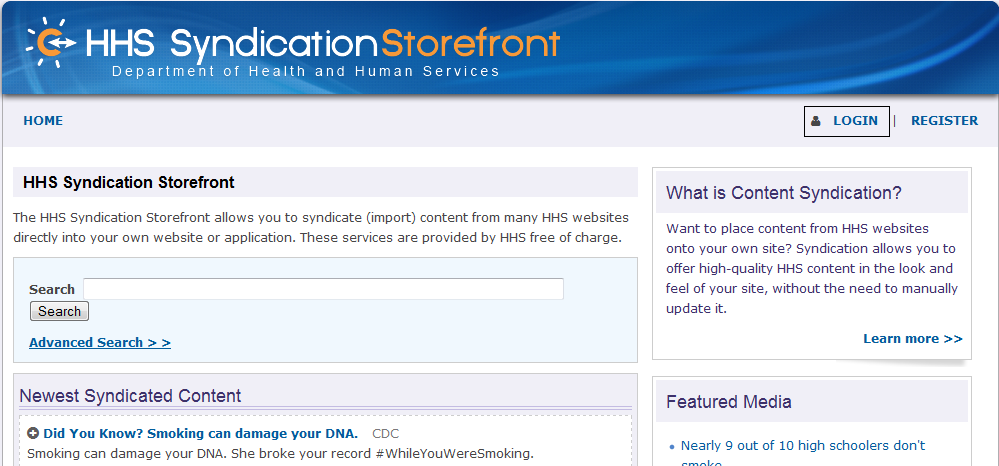 HHS SyndicationStorefront
Department of Health and Human Services
HOME
LOGIN | REGISTER
HHS Syndication Storefront
The HHS Syndication Storefront allows you to syndicate (import) content from many HHS websites
directly into your own website or application. These services are provided by HHS free of charge.
Search
Search
Advanced Search > >
Newest Syndicated Content
Did You Know? Smoking can damage your DNA. CDC
Smoking can damage your DNA. She broke your record #WhileYouWereSmoking.
What is Content Syndication?
Want to place content from HHS websites
onto your own site? Syndication allows you to
offer high-quality HHS content in the look and
feel of your site, without the need to manually
update it.
Learn more >>
Featured Media
• Nearly 9 out of 10 high schoolers don't
smoke